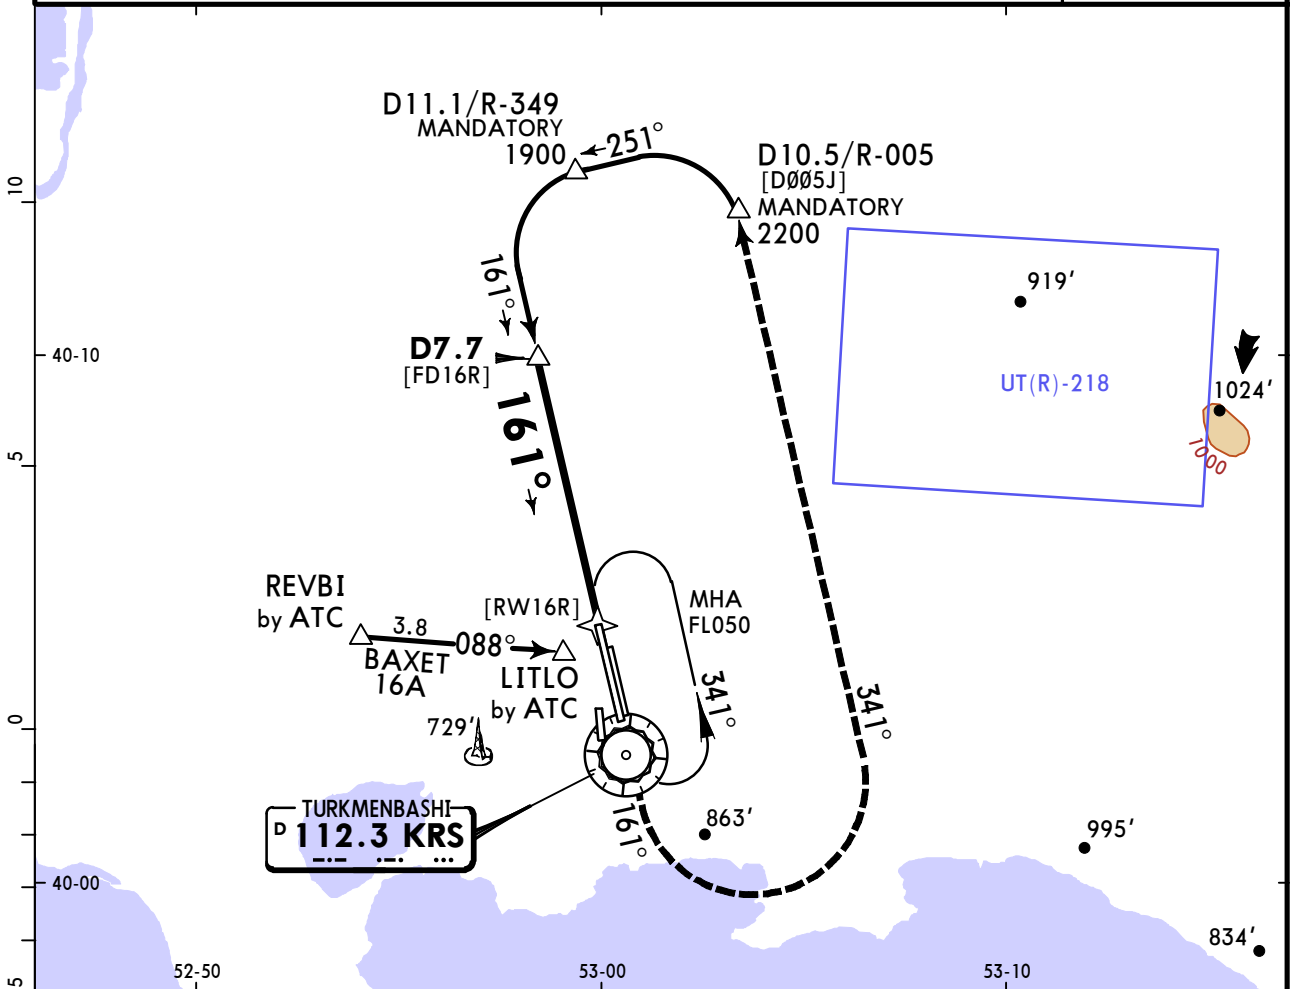 D11.1/R-349
MANDATORY
1900
251°
D10.5/R-005
[DØØ5J]
MANDATORY
2200
10
161°
919'
D7.7
[FD16R]
40-10
UT(R)-218
1024'
1000
161°
5
REVBI
by ATC
3.8
088°
BAXET
16A
[RW16R]
MHA
FL050
LITLO
by ATC
341°
341°
0
729'
TURKMENBASHI
D 112.3 KRS
161°
863'
995'
40-00
834'
5
52-50
53-00
53-10